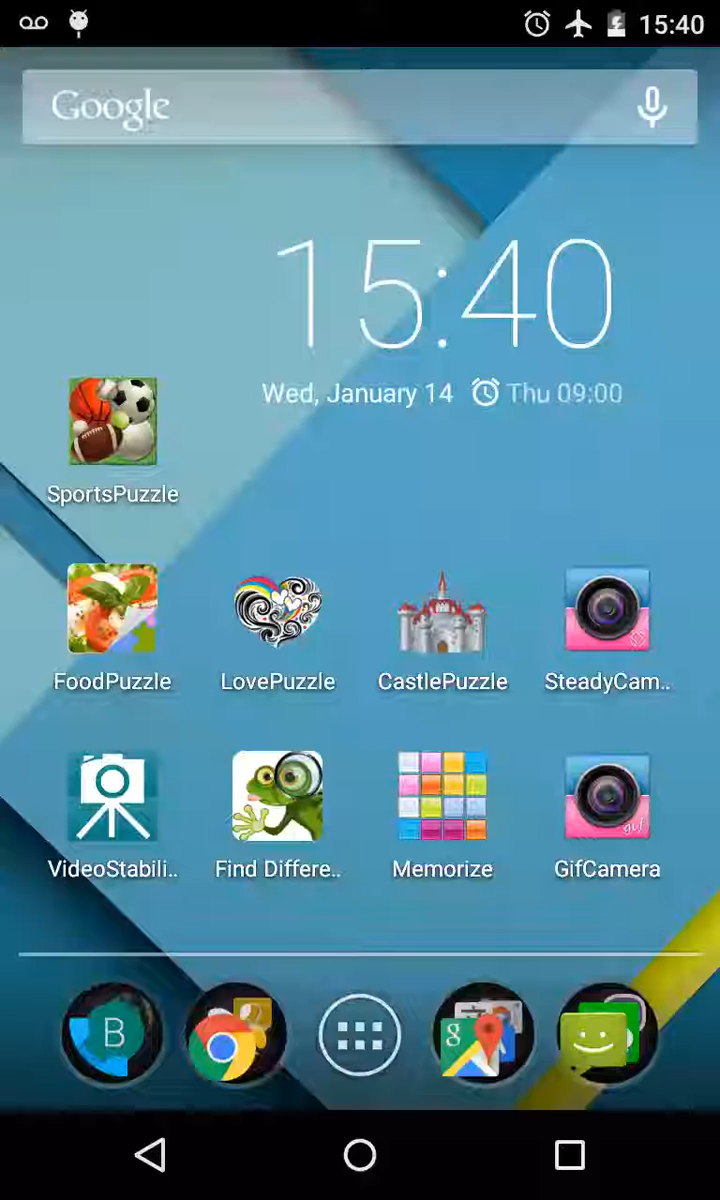 15:40
Google
15:40
Wed, January 14 Thu 09:00
SportsPuzzle
FoodPuzzle LovePuzzle CastlePuzzle SteadyCam..
gif
VideoStabili.. Find Differe.. Memorize GifCamera
B
g